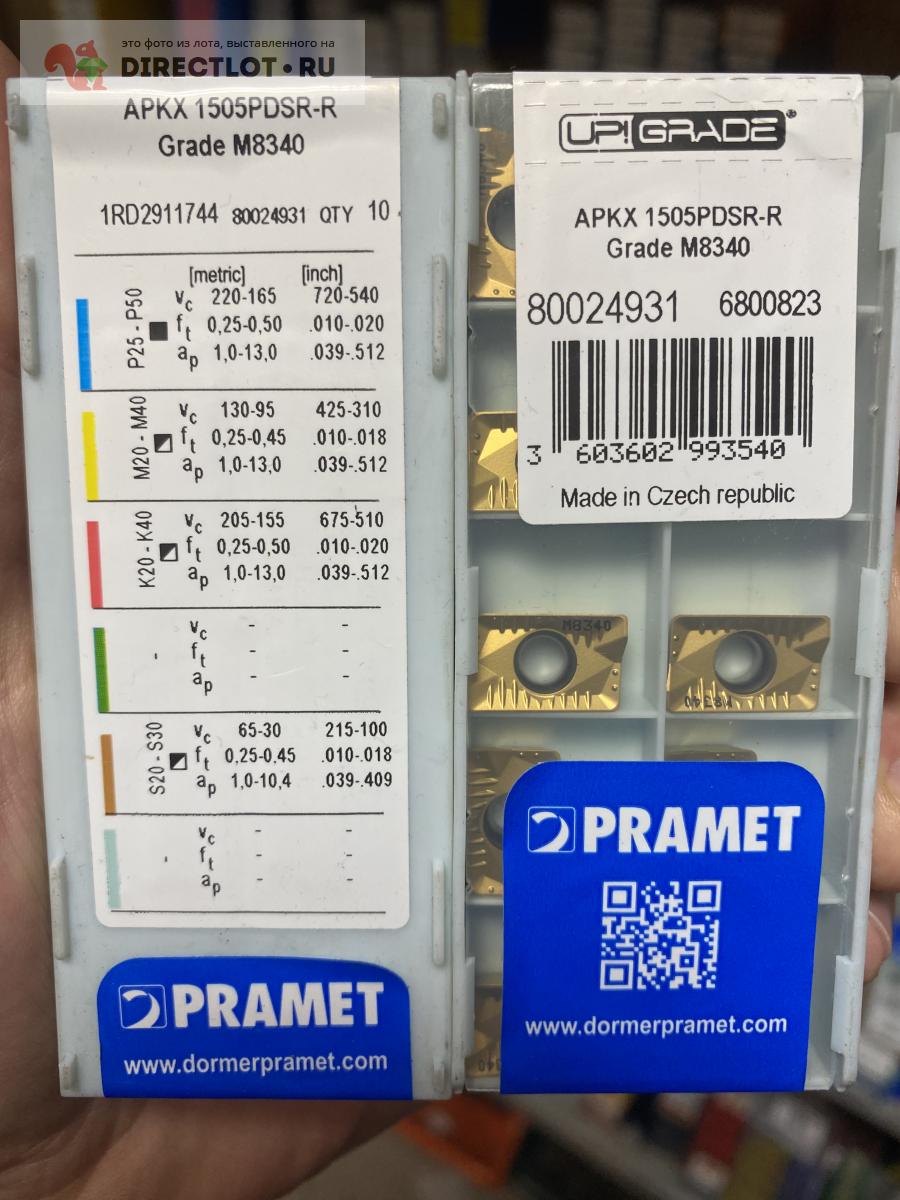 это фото из лота, выставленного на
DIRECTLOT.RU
APKX 1505PDSR-R
Grade M8340
1RD2911744 80024931 QTY 10
[metric] [inch]
P25 - P50
vc 220-165 720-540
ft 0,25-0,50 .010-.020
ap 1,0-13,0 .039-.512
M20 - M40
vc 130-95 425-310
ft 0,25-0,45 .010-.018
ap 1,0-13,0 .039-.512
K20 - K40
vc 205-155 675-510
ft 0,25-0,50 .010-.020
ap 1,0-13,0 .039-.512
vc - -
ft - -
ap - -
S20 - S30
vc 65-30 215-100
ft 0,25-0,45 .010-.018
ap 1,0-10,4 .039-.409
vc - -
ft - -
ap - -
PRAMET
www.dormerpramet.com
UP!GRADE®
APKX 1505PDSR-R
Grade M8340
80024931 6800823
3 603602 993540
Made in Czech republic
M8340
M8340
PRAMET
www.dormerpramet.com